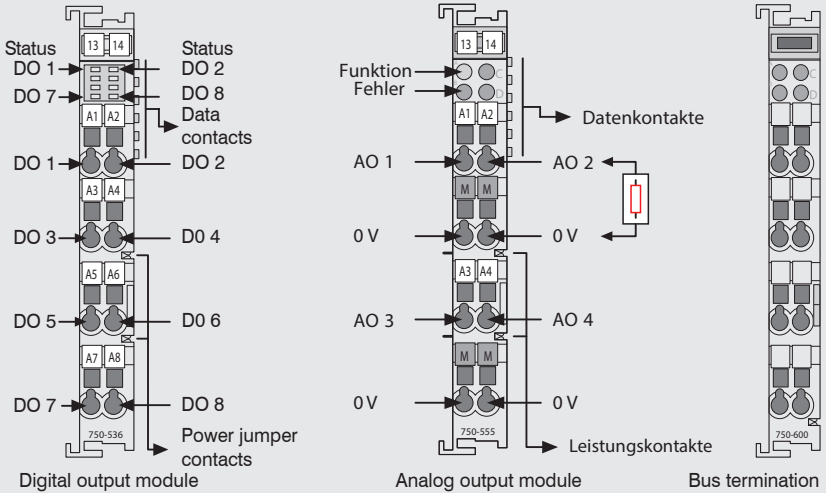 13 14
Status
Status
DO 1
DO 2
DO 7
DO 8
A1 A2
Data
contacts
DO 1
DO 2
A3 A4
DO 3
D0 4
A5 A6
DO 5
D0 6
A7 A8
DO 7
DO 8
750-536
Power jumper
contacts
Digital output module
13 14
Funktion
C
Fehler
D
A1 A2
Datenkontakte
AO 1
AO 2
M M
0 V
0 V
A3 A4
AO 3
AO 4
M M
0 V
0 V
750-555
Leistungskontakte
Analog output module
C
D
750-600
Bus termination